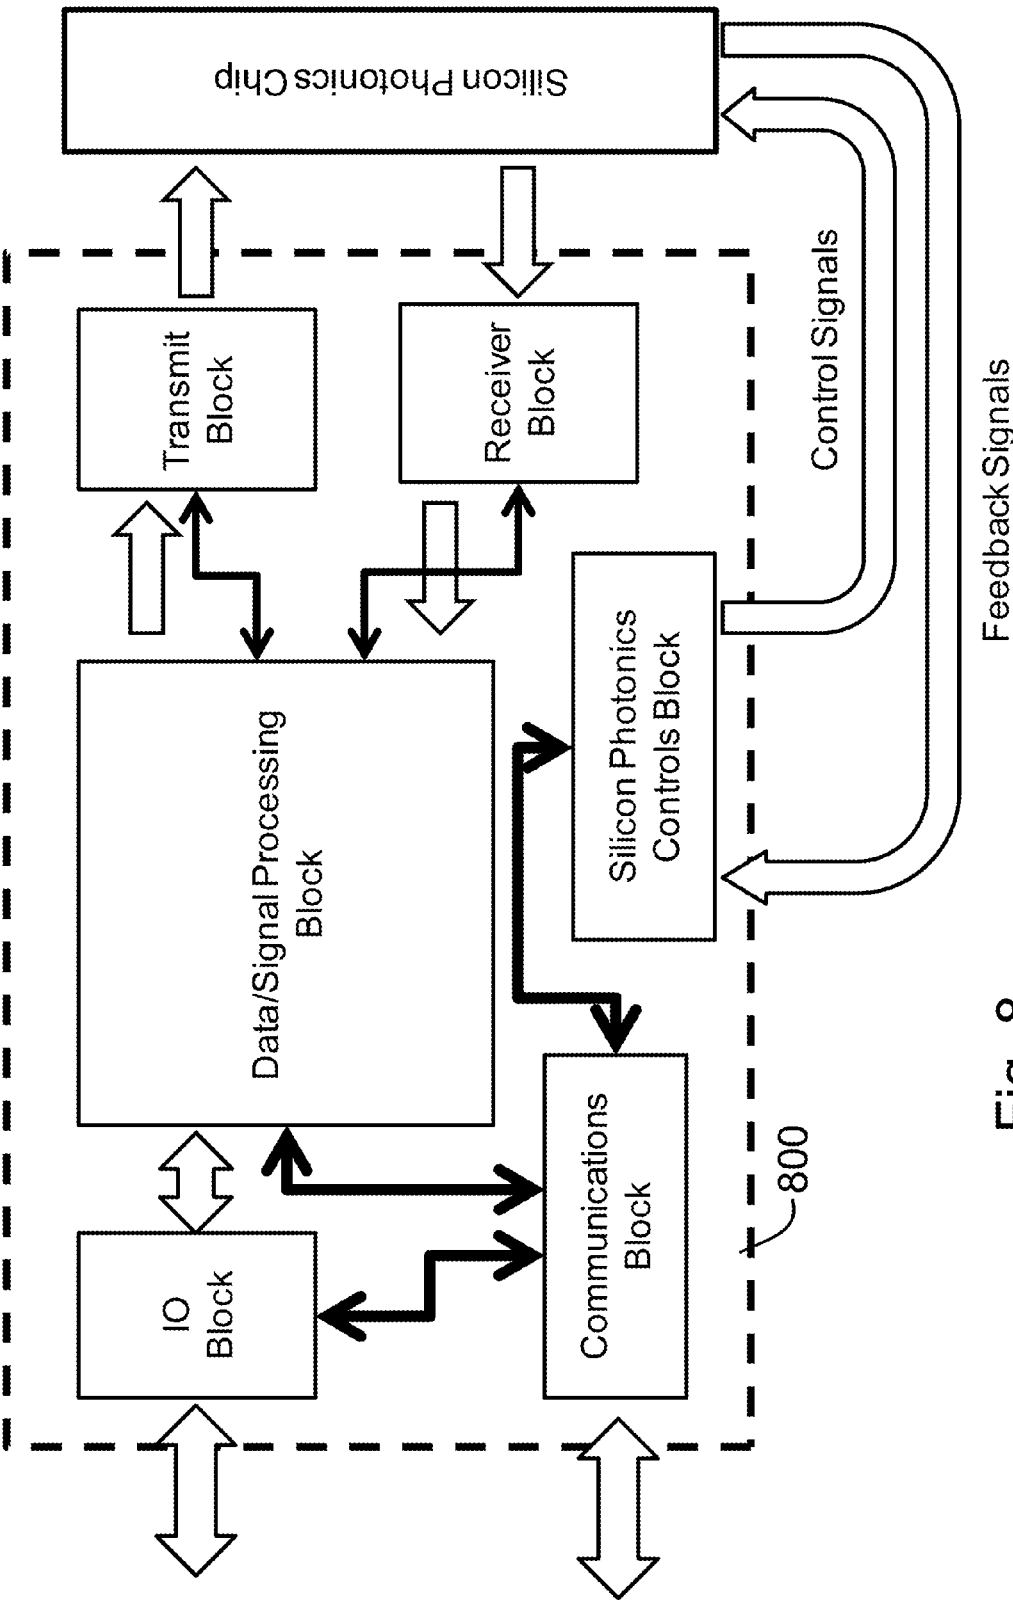 Silicon Photonics Chip
Transmit
Block
Receiver
Block
Control Signals
Feedback Signals
Data/Signal Processing
Block
Silicon Photonics
Controls Block
IO
Block
Communications
Block
800